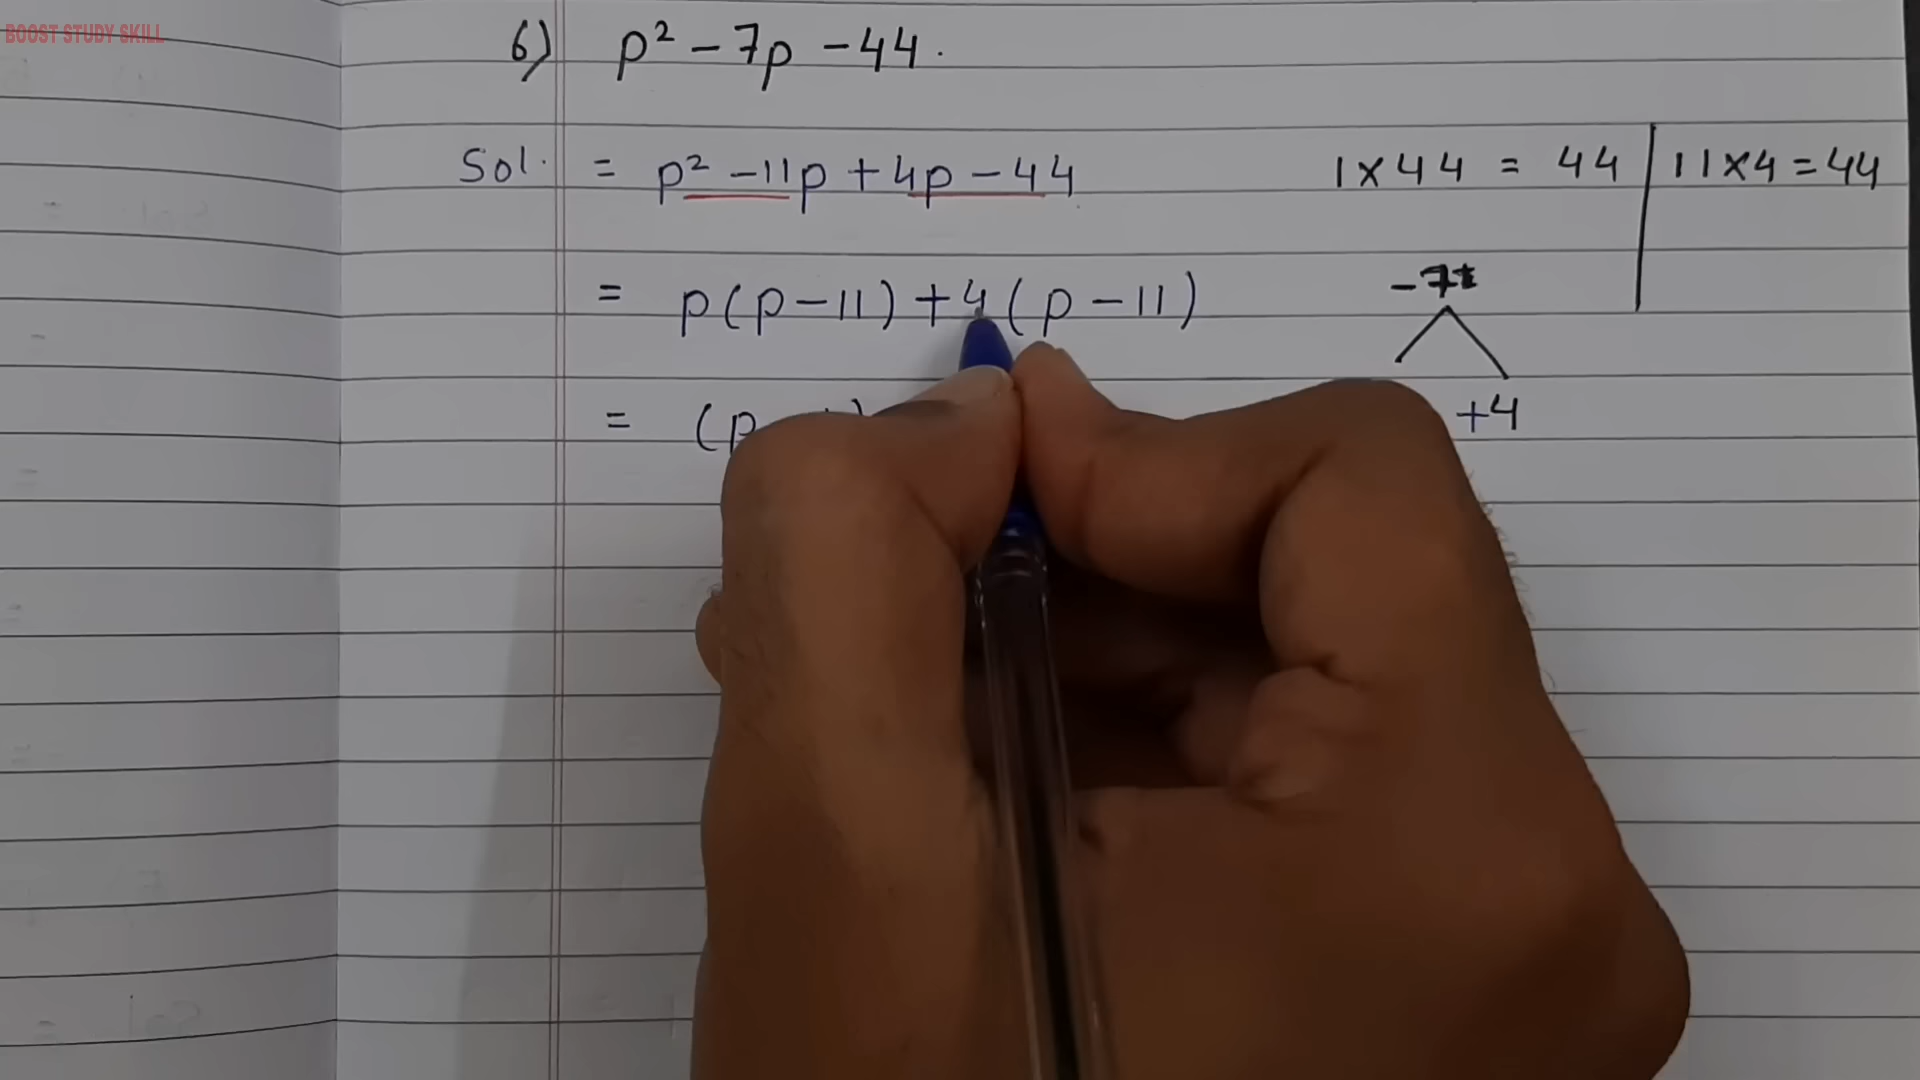 BOOST STUDY SKILL
6) p² - 7p - 44.
Sol. = p² - 11p + 4p - 44
1 x 44 = 44 | 11 x 4 = 44
= p(p - 11) + 4(p - 11)
-7
= (p
+4